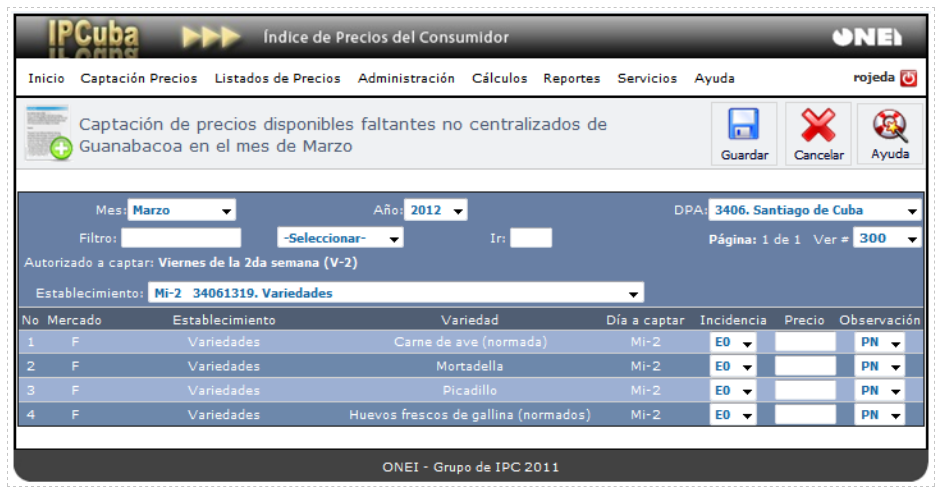 IPCuba Índice de Precios del Consumidor ONEI
Inicio Captación Precios Listados de Precios Administración Cálculos Reportes Servicios Ayuda rojeda
Captación de precios disponibles faltantes no centralizados de
Guanabacoa en el mes de Marzo
Guardar Cancelar Ayuda
Mes: Marzo Año: 2012 DPA: 3406. Santiago de Cuba
Filtro: -Seleccionar- Ir: Página: 1 de 1 Ver # 300
Autorizado a captar: Viernes de la 2da semana (V-2)
Establecimiento: Mi-2 34061319. Variedades
No Mercado Establecimiento Variedad Día a captar Incidencia Precio Observación
1 F Variedades Carne de ave (normada) Mi-2 E0 PN
2 F Variedades Mortadella Mi-2 E0 PN
3 F Variedades Picadillo Mi-2 E0 PN
4 F Variedades Huevos frescos de gallina (normados) Mi-2 E0 PN
ONEI - Grupo de IPC 2011